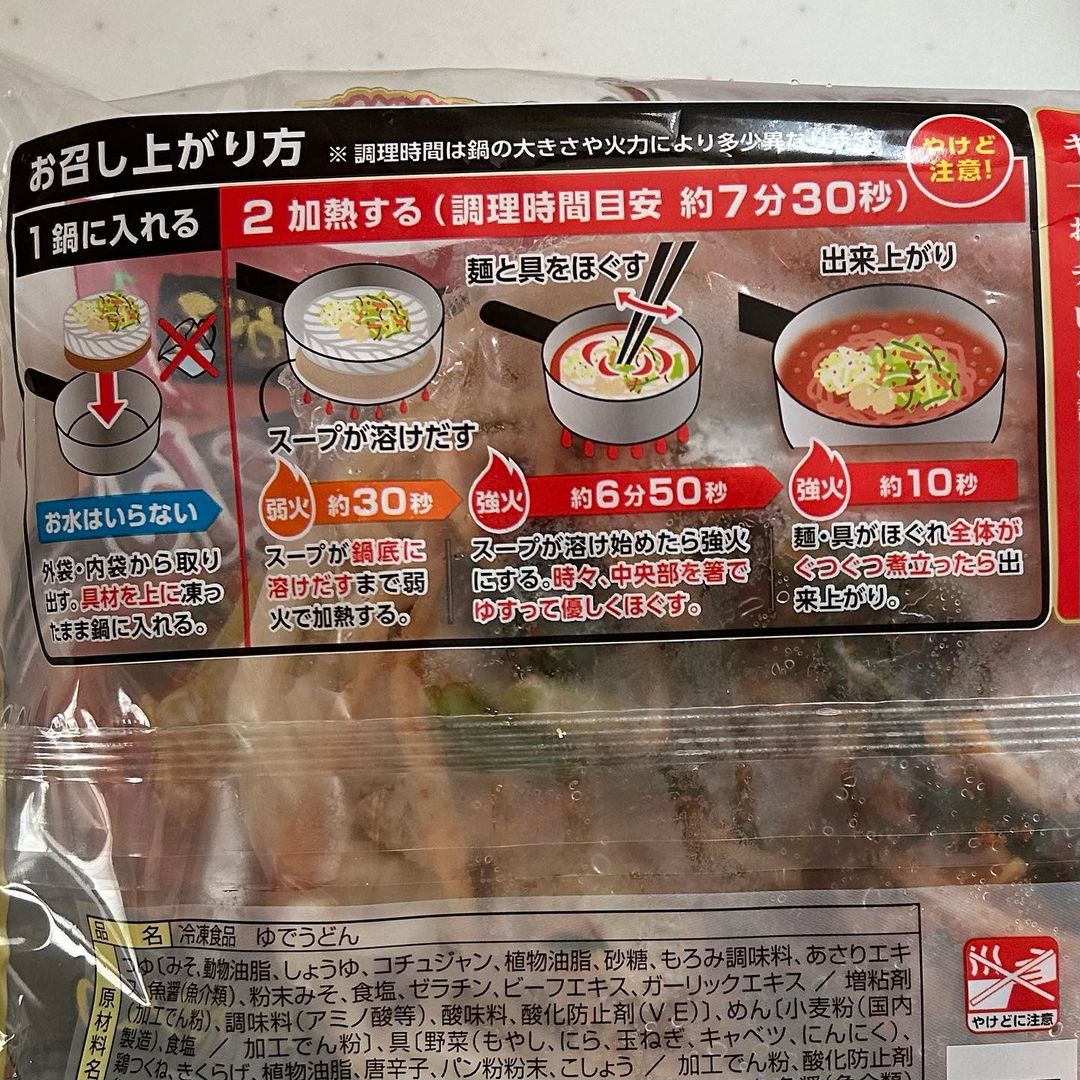 お召し上がり方
※ 調理時間は鍋の大きさや火力により多少異なります
やけど
注意!
1 鍋に入れる
2 加熱する(調理時間目安 約7分30秒)
お水はいらない
外袋・内袋から取り
出す。具材を上に凍っ
たまま鍋に入れる。
スープが溶けだす
弱火 約30秒
スープが鍋底に
溶けだすまで弱
火で加熱する。
麺と具をほぐす
強火 約6分50秒
スープが溶け始めたら強火
にする。時々、中央部を箸で
ゆすって優しくほぐす。
出来上がり
強火 約10秒
麺・具がほぐれ全体が
ぐつぐつ煮立ったら出
来上がり。
品 名 冷凍食品 ゆでうどん
原材料名
つゆ〔みそ、動物油脂、しょうゆ、コチュジャン、植物油脂、砂糖、もろみ調味料、あさりエキ
魚醤(魚介類)、粉末みそ、食塩、ゼラチン、ビーフエキス、ガーリックエキス / 増粘剤
(加工でん粉)、調味料(アミノ酸等)、酸味料、酸化防止剤(V.E)〕、めん〔小麦粉(国内
製造)、食塩 / 加工でん粉〕、具〔野菜(もやし、にら、玉ねぎ、キャベツ、にんにく)、
鶏つくね、きくらげ、植物油脂、唐辛子、パン粉粉末、こしょう / 加工でん粉、酸化防止剤
やけどに注意